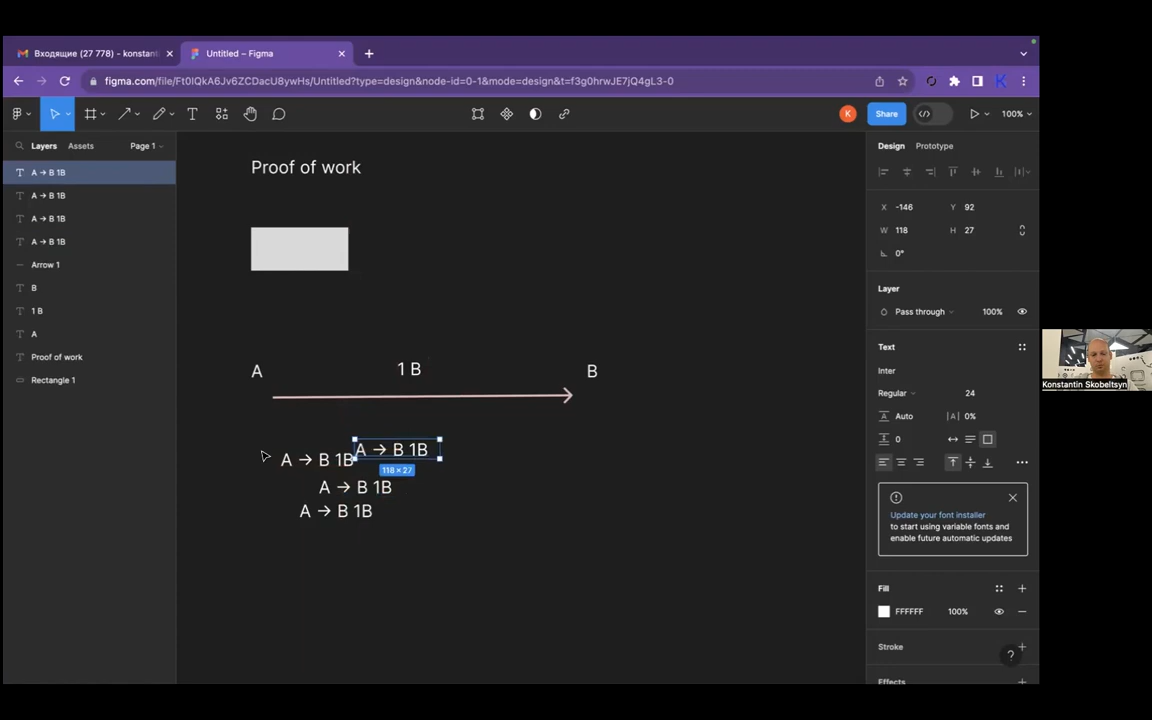 Входящие (27 778) - konstan
Untitled – Figma
figma.com/file/Ft0IQkA6Jv6ZCDacU8ywHs/Untitled?type=design&node-id=0-1&mode=design&t=f3g0hrwJE7jQ4gL3-0
K
K
Share
100%
Layers
Assets
Page 1
A → B 1B
A → B 1B
A → B 1B
A → B 1B
Arrow 1
B
1 B
A
Proof of work
Rectangle 1
Proof of work
A
1 B
B
A → B 1B
A → B 1B
118 × 27
A → B 1B
A → B 1B
Design
Prototype
X -146
Y 92
W 118
H 27
0°
Layer
Pass through
100%
Text
Inter
Regular
24
Auto
0%
0
Update your font installer
to start using variable fonts and
enable future automatic updates
Fill
FFFFFF
100%
Stroke
?
Effects
Konstantin Skobeltsyn